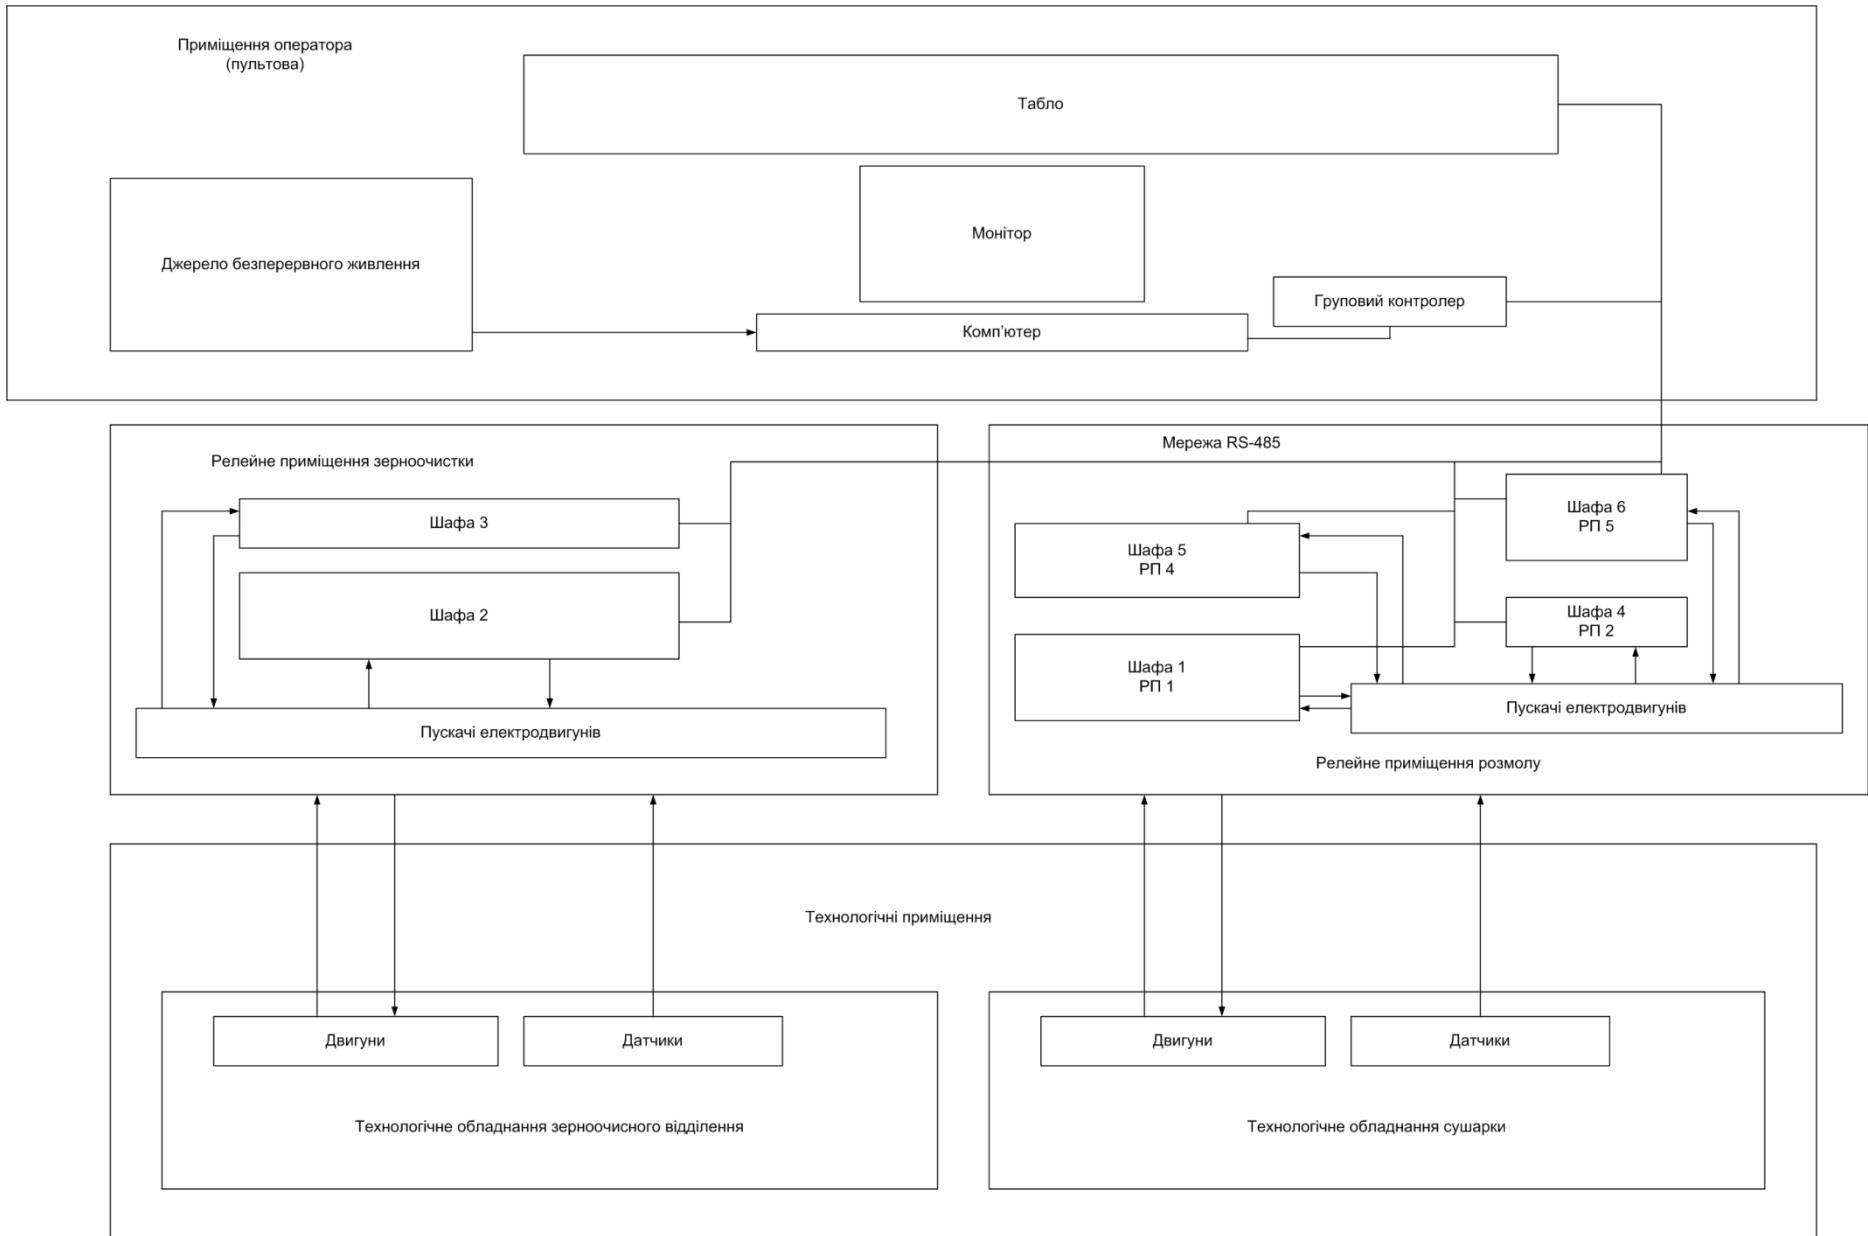 Приміщення оператора
(пультова)
Табло
Монітор
Джерело безперервного живлення
Груповий контролер
Комп’ютер
Мережа RS-485
Релейне приміщення зерноочистки
Шафа 3
Шафа 2
Пускачі електродвигунів
Шафа 6
РП 5
Шафа 5
РП 4
Шафа 4
РП 2
Шафа 1
РП 1
Пускачі електродвигунів
Релейне приміщення розмолу
Технологічні приміщення
Двигуни
Датчики
Технологічне обладнання зерноочисного відділення
Двигуни
Датчики
Технологічне обладнання сушарки